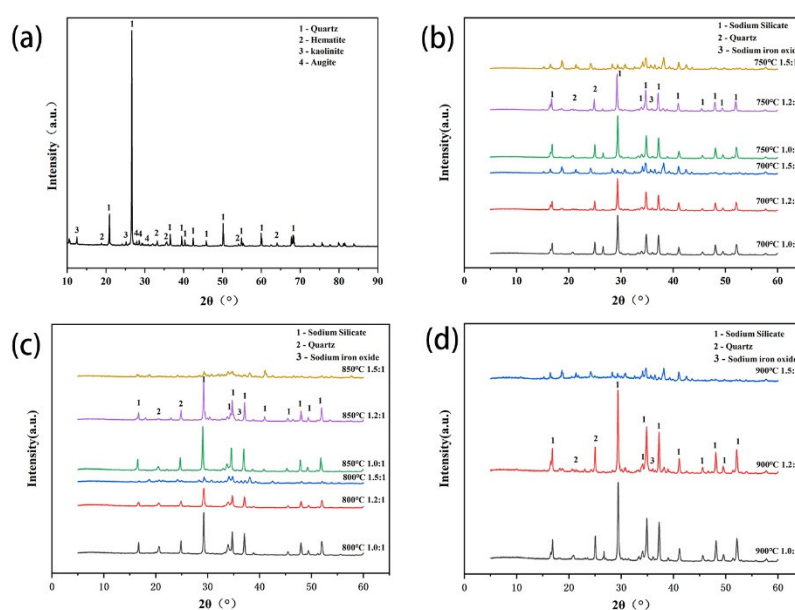 (a)
1 - Quartz
2 - Hematite
3 - kaolinite
4 - Augite
Intensity (a.u.)
1
3 2 1 3 4 4 4 2 2 1 1 1 1 1 1 2 1 1 2 1
10 20 30 40 50 60 70 80 90
2θ (°)
(b)
1 - Sodium Silicate
2 - Quartz
3 - Sodium iron oxide
Intensity(a.u.)
750℃ 1.5:1
1 2 2 1 1 1 3 1 1 1 1 1 1
750℃ 1.2:
750℃ 1.0:
700℃ 1.5:
700℃ 1.2:
700℃ 1.0:
0 10 20 30 40 50 60
2θ (°)
(c)
1 - Sodium Silicate
2 - Quartz
3 - Sodium iron oxide
Intensity(a.u.)
850℃ 1.5:1
1 2 2 1 1 1 3 1 1 1 1 1 1
850℃ 1.2:1
850℃ 1.0:1
800℃ 1.5:1
800℃ 1.2:1
800℃ 1.0:1
0 10 20 30 40 50 60
2θ (°)
(d)
1 - Sodium Silicate
2 - Quartz
3 - Sodium iron oxide
Intensity(a.u.)
900℃ 1.5:
1 2 2 1 1 1 3 1 1 1 1 1 1
900℃ 1.2:
900℃ 1.0:
0 10 20 30 40 50 60
2θ (°)